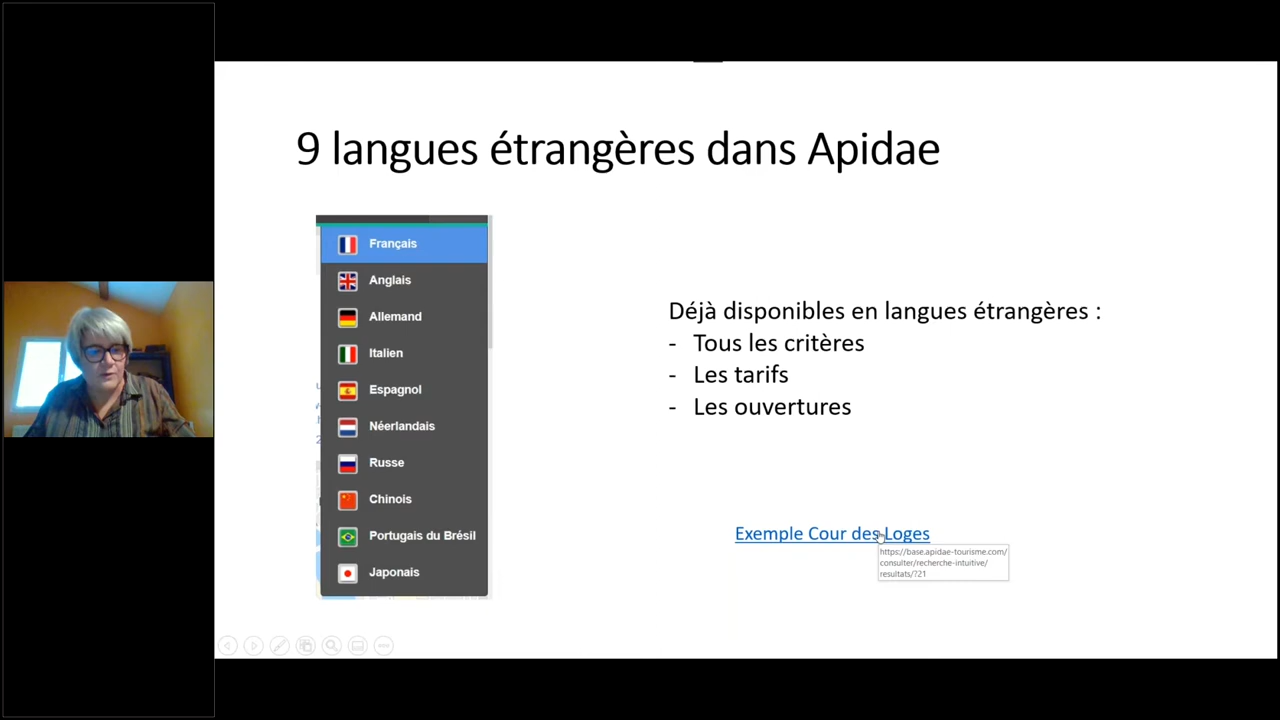 9 langues étrangères dans Apidae
Français
Anglais
Allemand
Italien
Espagnol
Néerlandais
Russe
Chinois
Portugais du Brésil
Japonais
Déjà disponibles en langues étrangères :
- Tous les critères
- Les tarifs
- Les ouvertures
Exemple Cour des Loges
https://base.apidae-tourisme.com/
consulter/recherche-intuitive/
resultats/?21